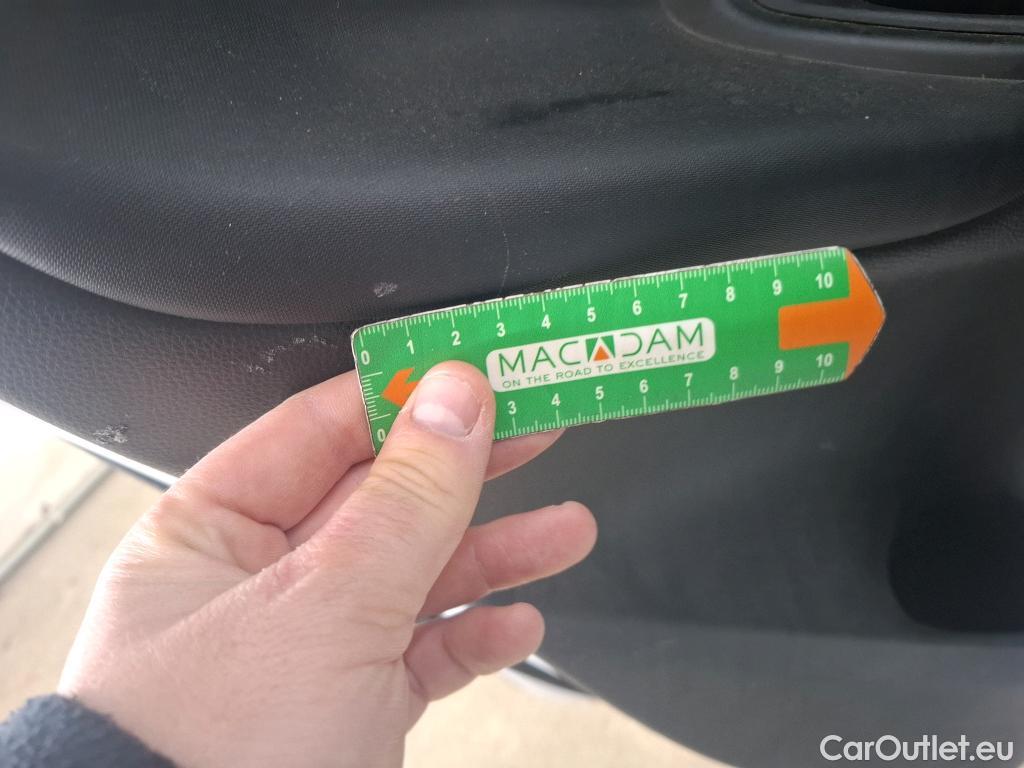 0 1 2 3 4 5 6 7 8 9 10
MACADAM
ON THE ROAD TO EXCELLENCE
0 3 4 5 6 7 8 9 10
CarOutlet.eu